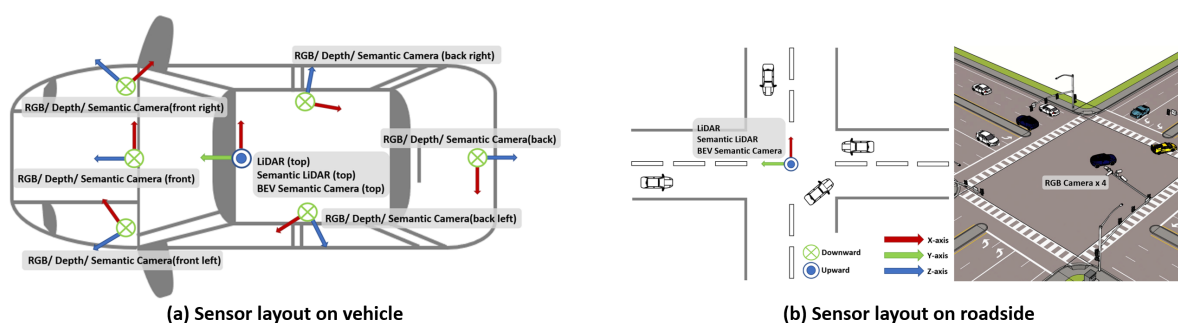 RGB/ Depth/ Semantic Camera (back right)
RGB/ Depth/ Semantic Camera(front right)
RGB/ Depth/ Semantic Camera(back)
RGB/ Depth/ Semantic Camera (front)
LiDAR (top)
Semantic LiDAR (top)
BEV Semantic Camera (top)
RGB/ Depth/ Semantic Camera(back left)
RGB/ Depth/ Semantic Camera(front left)
(a) Sensor layout on vehicle
LiDAR
Semantic LiDAR
BEV Semantic Camera
Downward
Upward
X-axis
Y-axis
Z-axis
RGB Camera x 4
(b) Sensor layout on roadside